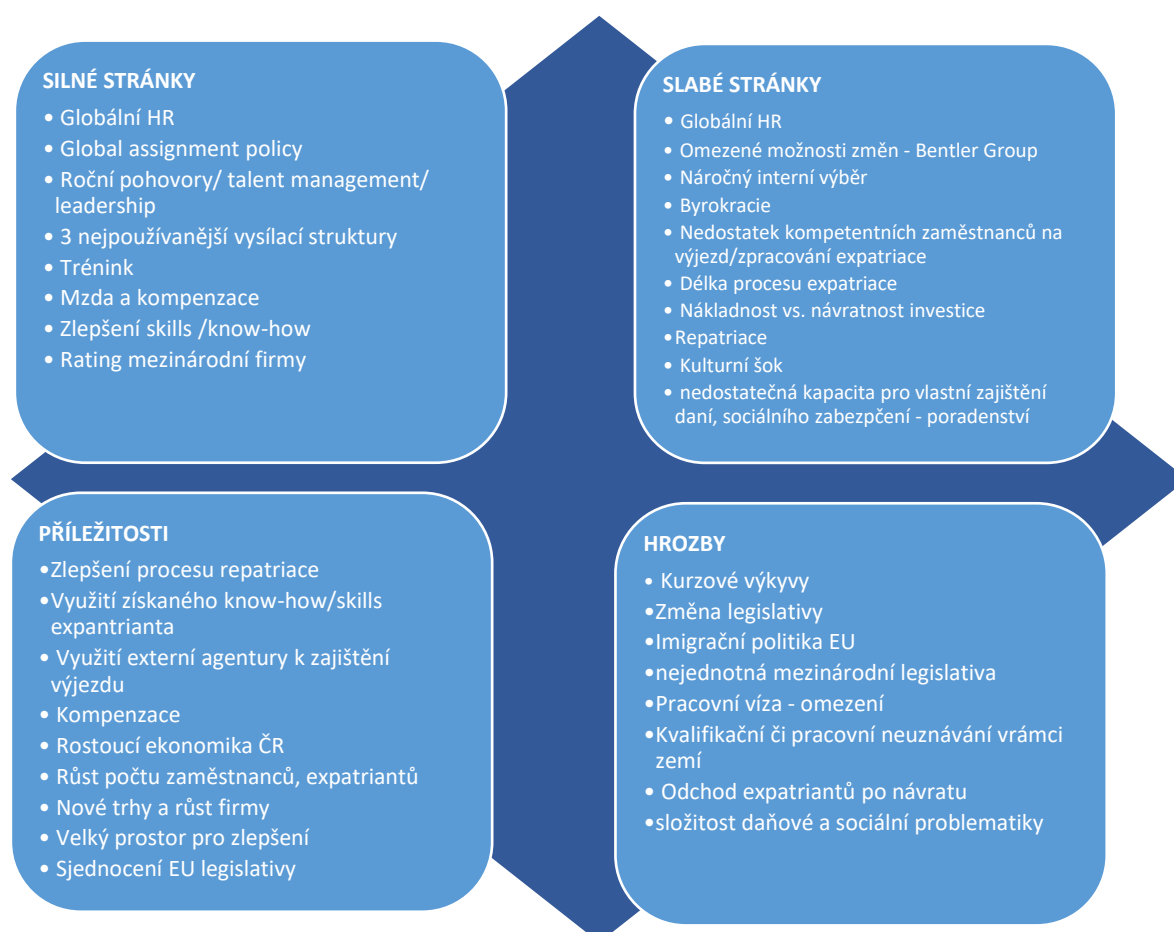 SILNÉ STRÁNKY
• Globální HR
• Global assignment policy
• Roční pohovory/ talent management/
leadership
• 3 nejpoužívanější vysílací struktury
• Trénink
• Mzda a kompenzace
• Zlepšení skills /know-how
• Rating mezinárodní firmy
SLABÉ STRÁNKY
• Globální HR
• Omezené možnosti změn - Bentler Group
• Náročný interní výběr
• Byrokracie
• Nedostatek kompetentních zaměstnanců na
výjezd/zpracování expatriace
• Délka procesu expatriace
• Nákladnost vs. návratnost investice
•Repatriace
• Kulturní šok
• nedostatečná kapacita pro vlastní zajištění
daní, sociálního zabezpčení - poradenství
PŘÍLEŽITOSTI
•Zlepšení procesu repatriace
•Využití získaného know-how/skills
expantrianta
• Využití externí agentury k zajištění
výjezdu
• Kompenzace
• Rostoucí ekonomika ČR
• Růst počtu zaměstnanců, expatriantů
• Nové trhy a růst firmy
• Velký prostor pro zlepšení
• Sjednocení EU legislativy
HROZBY
• Kurzové výkyvy
•Změna legislativy
•Imigrační politika EU
•nejednotná mezinárodní legislativa
•Pracovní víza - omezení
•Kvalifikační či pracovní neuznávání vrámci
zemí
• Odchod expatriantů po návratu
•složitost daňové a sociální problematiky